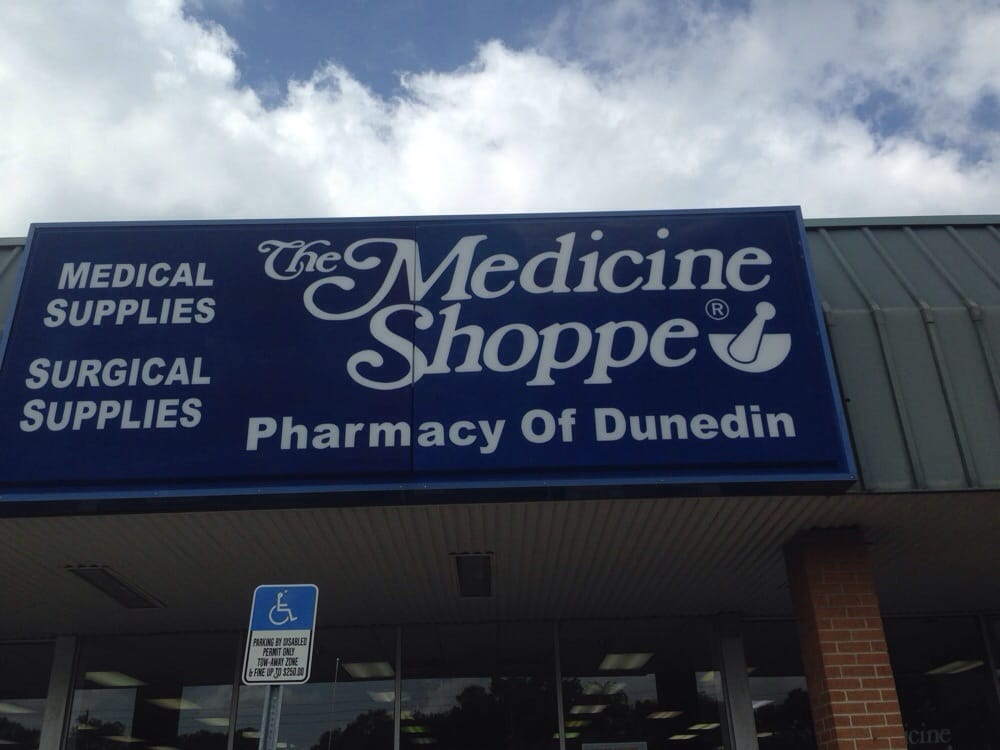 MEDICAL
SUPPLIES
SURGICAL
SUPPLIES
The Medicine
Shoppe®
Pharmacy Of Dunedin
PARKING BY DISABLED
PERMIT ONLY
TOW-AWAY ZONE
& FINE UP TO $250.00
icine